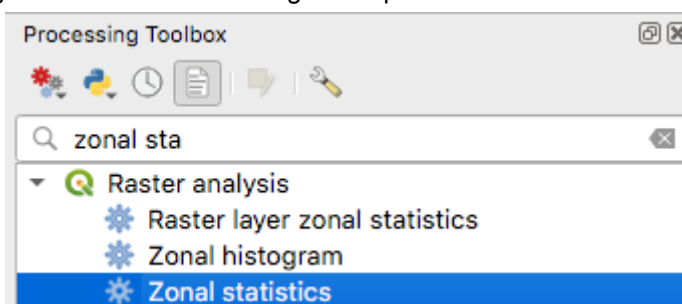 Processing Toolbox
zonal sta
Raster analysis
Raster layer zonal statistics
Zonal histogram
Zonal statistics